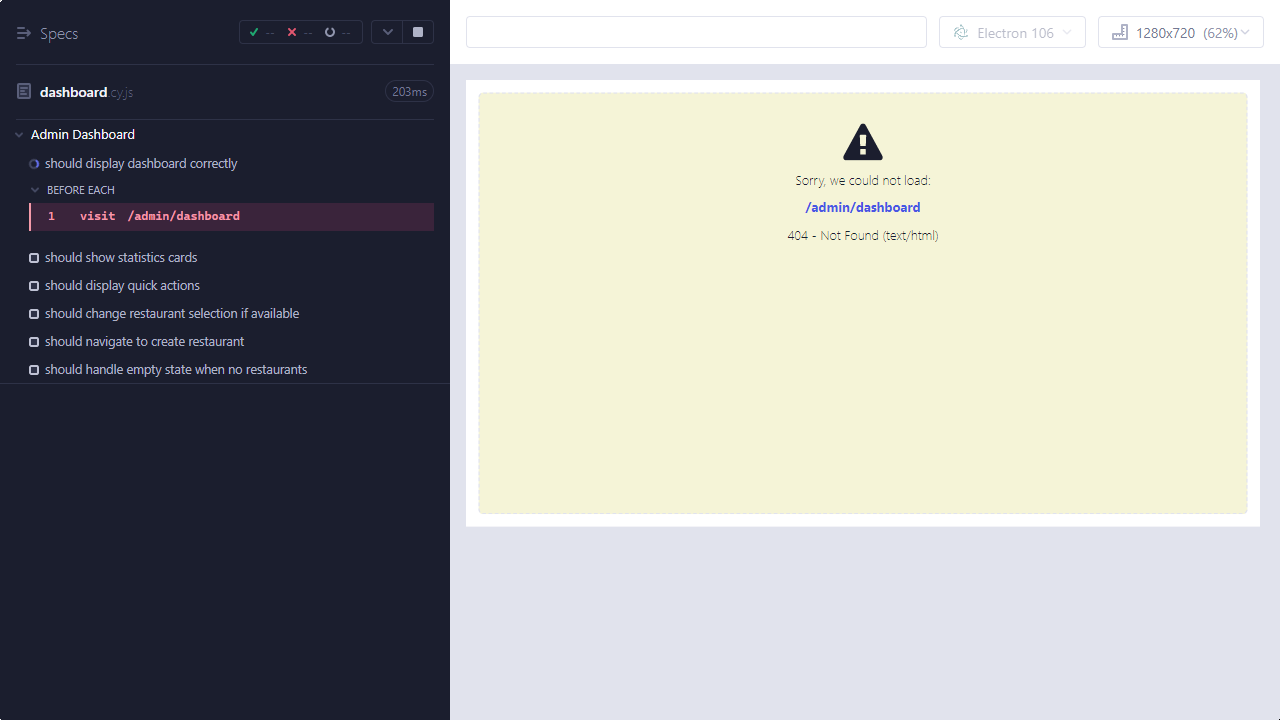 Specs
--
--
--
dashboard.cy.js
203ms
Admin Dashboard
should display dashboard correctly
BEFORE EACH
1 visit /admin/dashboard
should show statistics cards
should display quick actions
should change restaurant selection if available
should navigate to create restaurant
should handle empty state when no restaurants
Electron 106
1280x720 (62%)
Sorry, we could not load:
/admin/dashboard
404 - Not Found (text/html)